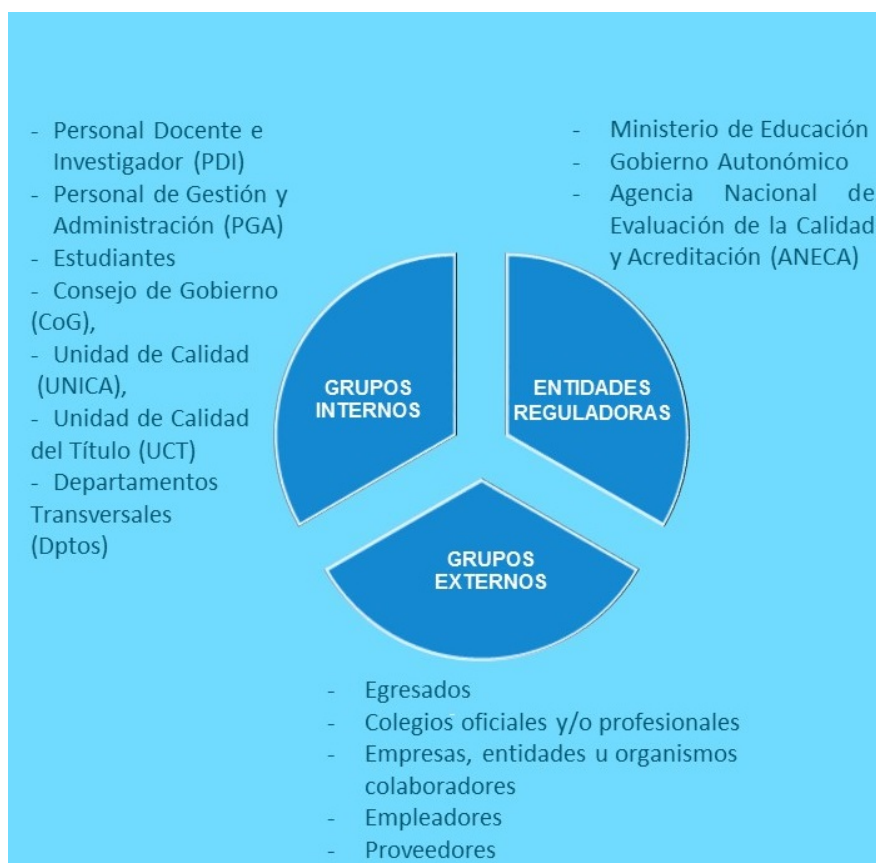 - Personal Docente e
Investigador (PDI)
- Personal de Gestión y
Administración (PGA)
- Estudiantes
- Consejo de Gobierno
(CoG),
- Unidad de Calidad
(UNICA),
- Unidad de Calidad
del Título (UCT)
- Departamentos
Transversales
(Dptos)
- Ministerio de Educación
- Gobierno Autonómico
- Agencia Nacional de
Evaluación de la Calidad
y Acreditación (ANECA)
GRUPOS
INTERNOS
ENTIDADES
REGULADORAS
GRUPOS
EXTERNOS
- Egresados
- Colegios oficiales y/o profesionales
- Empresas, entidades u organismos
colaboradores
- Empleadores
- Proveedores